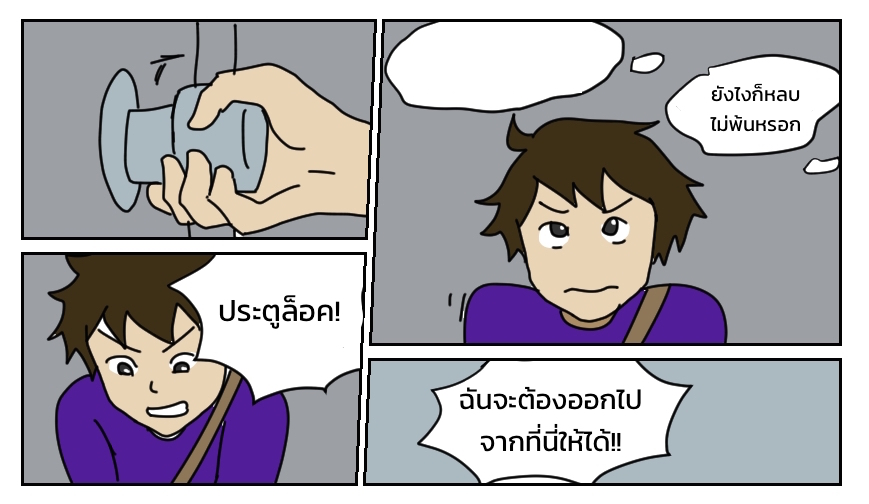 ประตูล็อค!
ยังไงก็หลบ
ไม่พ้นหรอก
ฉันจะต้องออกไป
จากที่นี่ให้ได้!!